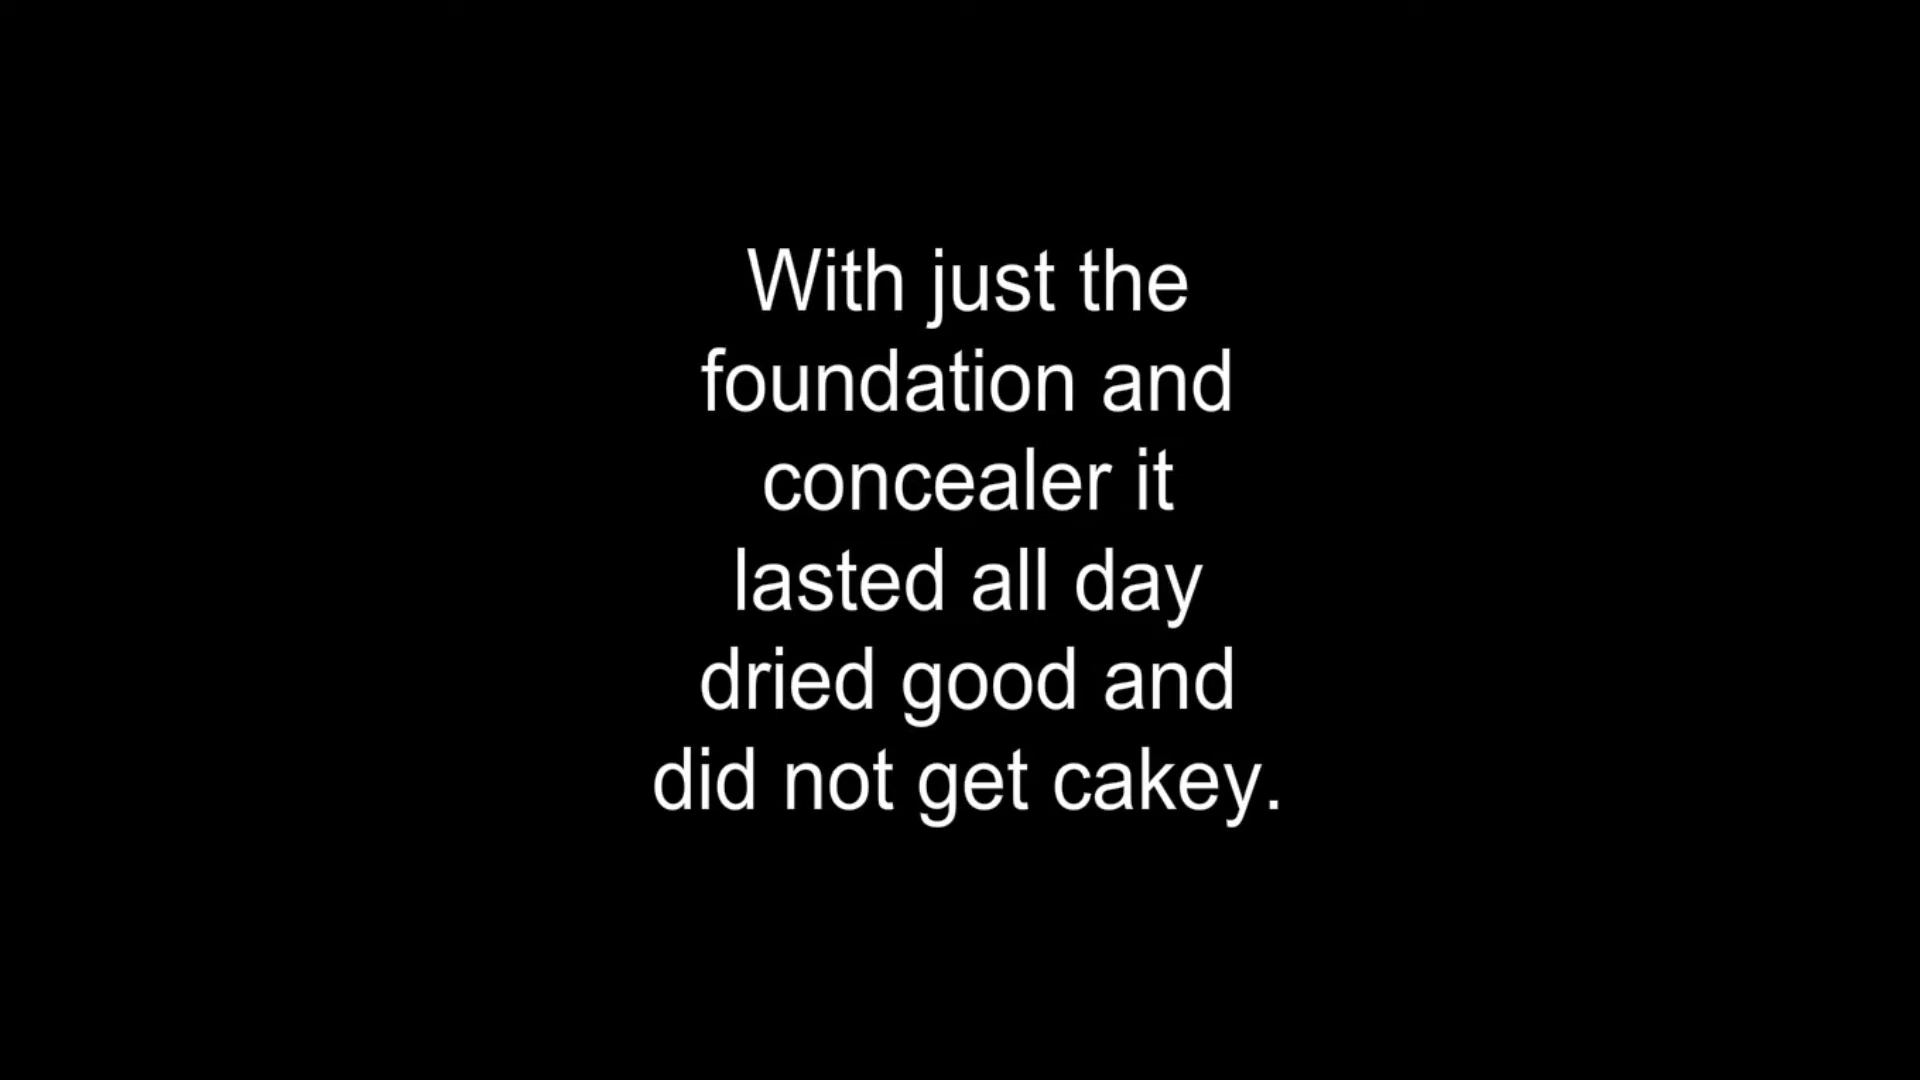 With just the
foundation and
concealer it
lasted all day
dried good and
did not get cakey.